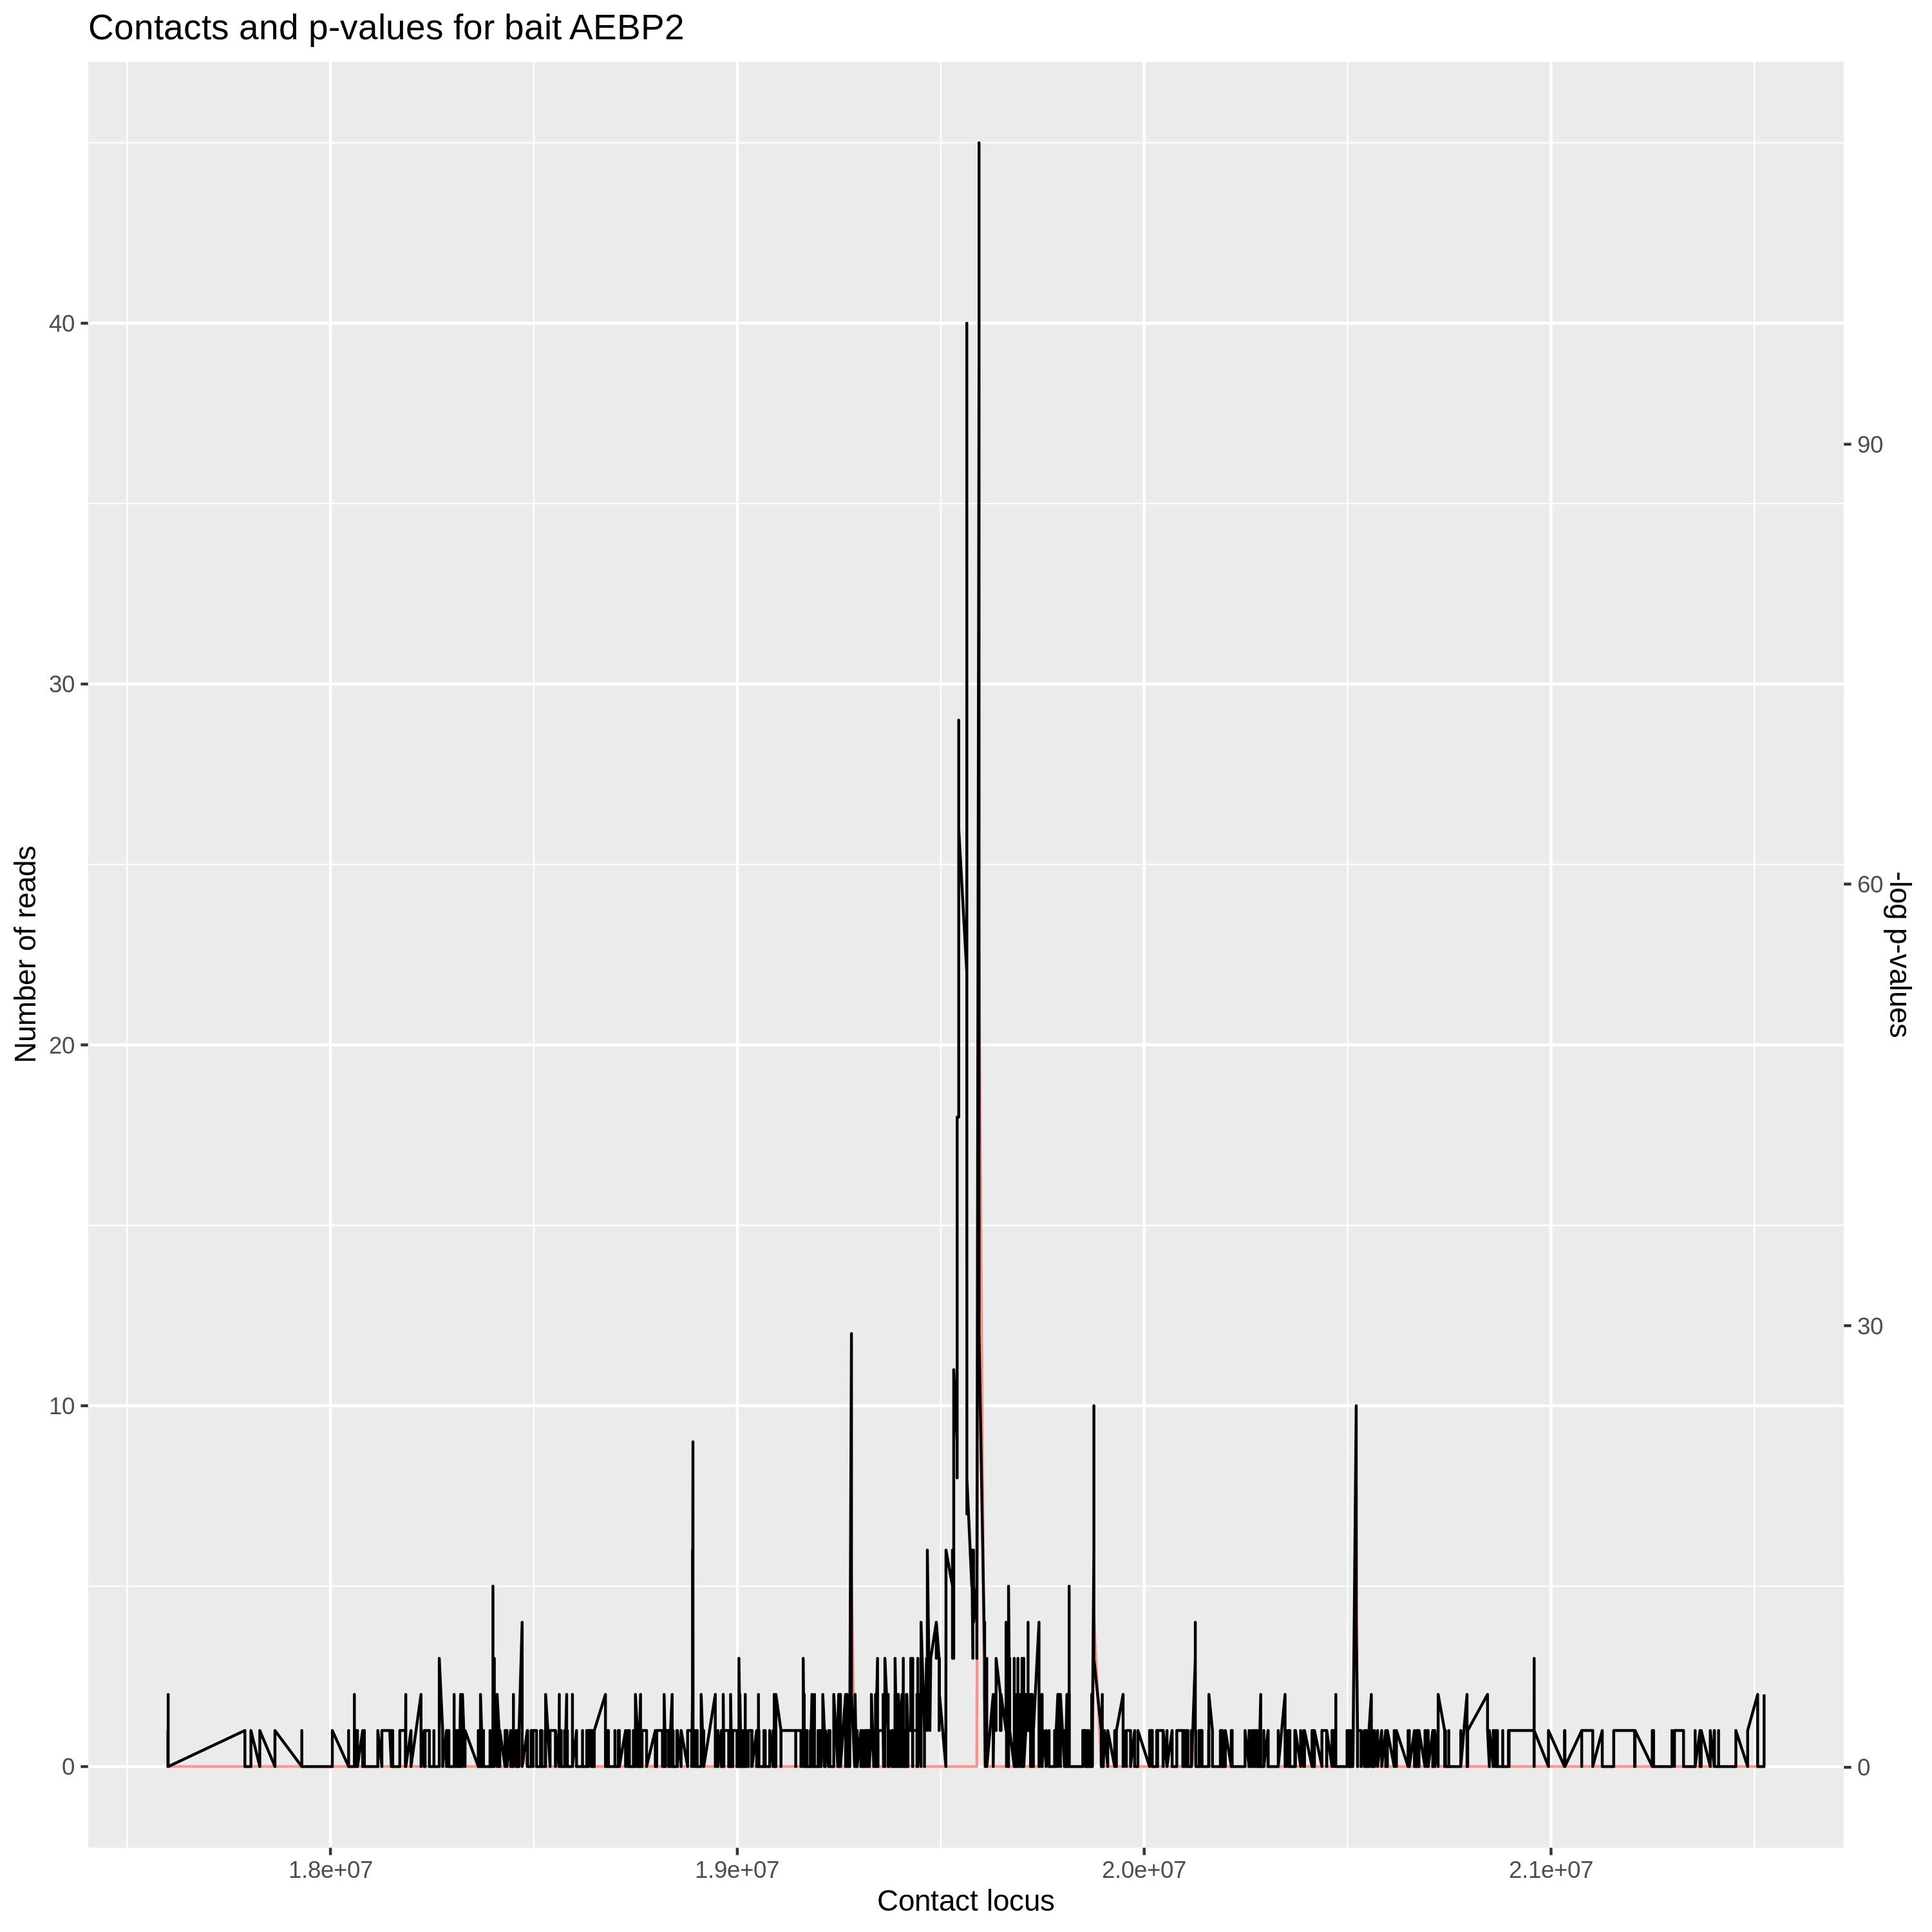 Contacts and p-values for bait AEBP2
40
30
20
10
0
Number of reads
90
60
30
0
-log p-values
1.8e+07
1.9e+07
2.0e+07
2.1e+07
Contact locus